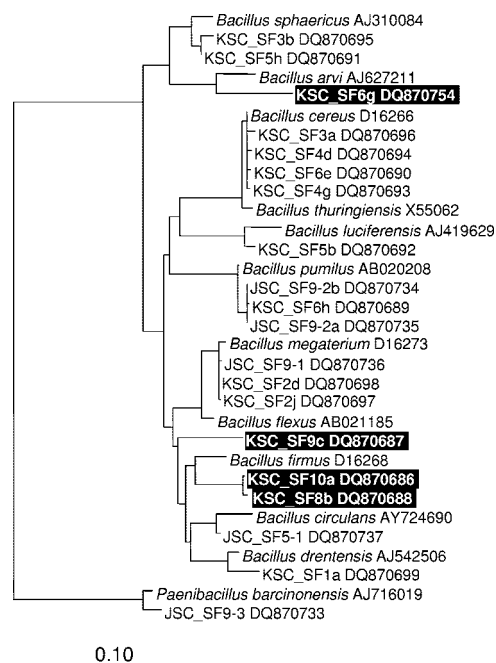 Bacillus sphaericus AJ310084
KSC_SF3b DQ870695
KSC_SF5h DQ870691
Bacillus arvi AJ627211
KSC_SF6g DQ870754
Bacillus cereus D16266
KSC_SF3a DQ870696
KSC_SF4d DQ870694
KSC_SF6e DQ870690
KSC_SF4g DQ870693
Bacillus thuringiensis X55062
Bacillus luciferensis AJ419629
KSC_SF5b DQ870692
Bacillus pumilus AB020208
JSC_SF9-2b DQ870734
KSC_SF6h DQ870689
JSC_SF9-2a DQ870735
Bacillus megaterium D16273
JSC_SF9-1 DQ870736
KSC_SF2d DQ870698
KSC_SF2j DQ870697
Bacillus flexus AB021185
KSC_SF9c DQ870687
Bacillus firmus D16268
KSC_SF10a DQ870686
KSC_SF8b DQ870688
Bacillus circulans AY724690
JSC_SF5-1 DQ870737
Bacillus drentensis AJ542506
KSC_SF1a DQ870699
Paenibacillus barcinonensis AJ716019
JSC_SF9-3 DQ870733
0.10